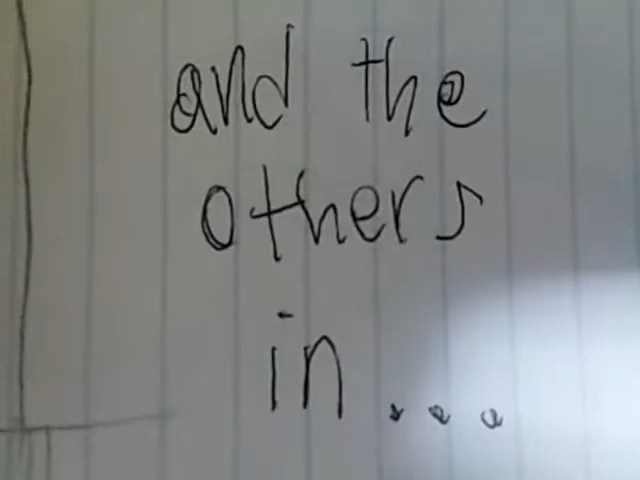 and the
others
in...